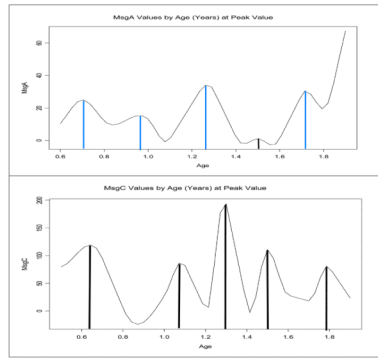 MsgA Values by Age (Years) at Peak Value
MsgA
60
40
20
0
0.6 0.8 1.0 1.2 1.4 1.6 1.8
Age
MsgC Values by Age (Years) at Peak Value
MsgC
200
150
100
50
0
0.6 0.8 1.0 1.2 1.4 1.6 1.8
Age